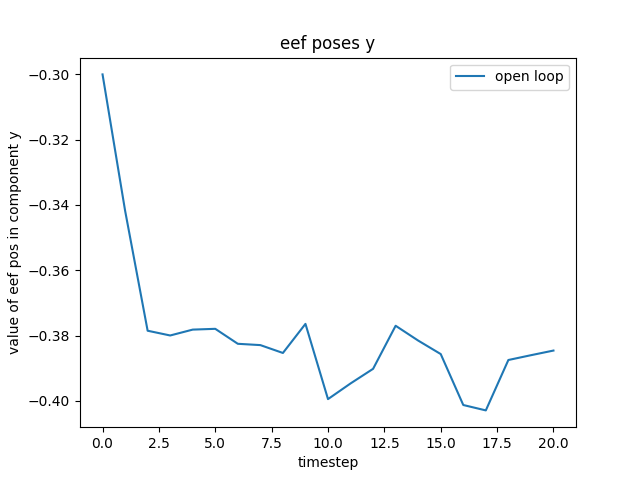 eef poses y
open loop
value of eef pos in component y
−0.30
−0.32
−0.34
−0.36
−0.38
−0.40
0.0 2.5 5.0 7.5 10.0 12.5 15.0 17.5 20.0
timestep